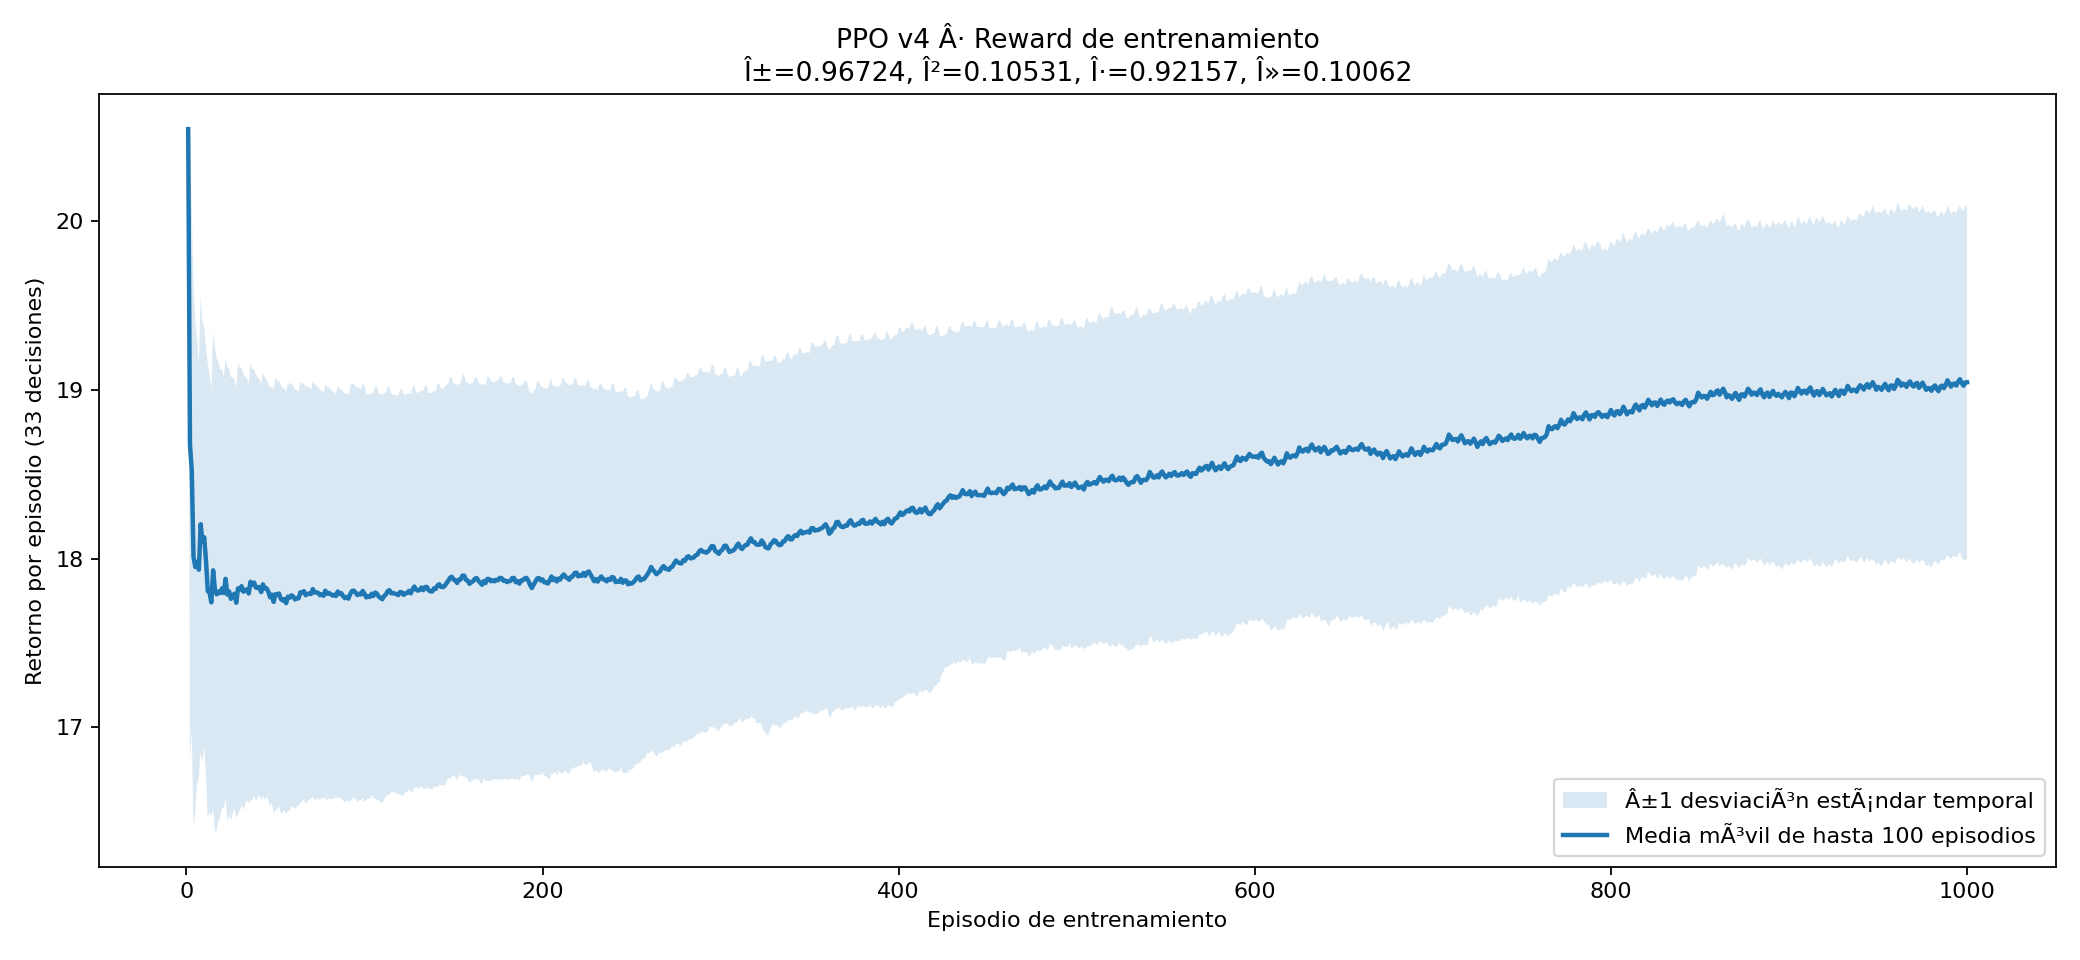 PPO v4 Â· Reward de entrenamiento
Î±=0.96724, Î²=0.10531, Î·=0.92157, Î»=0.10062
Retorno por episodio (33 decisiones)
20
19
18
17
0
200
400
600
800
1000
Episodio de entrenamiento
Â±1 desviaciÃ³n estÃ¡ndar temporal
Media mÃ³vil de hasta 100 episodios